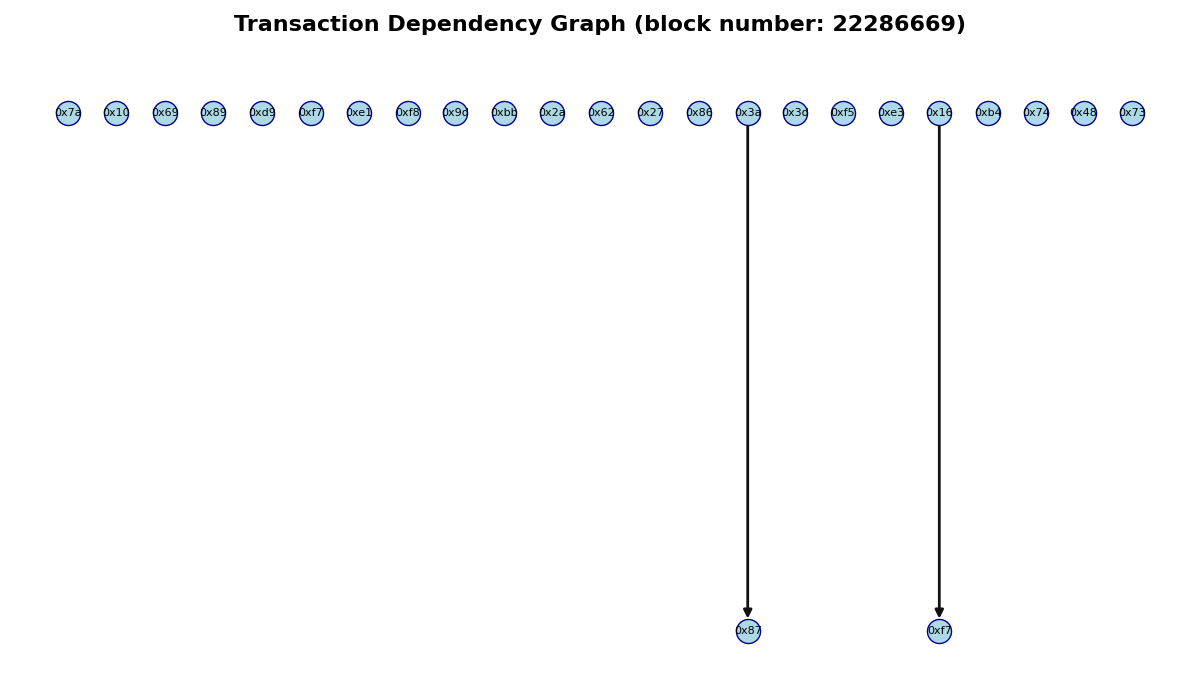 Transaction Dependency Graph (block number: 22286669)
0x7a 0x10 0x69 0x89 0xd9 0xf7 0xe1 0xf8 0x9d 0xbb 0x2a 0x62 0x27 0x86 0x3a 0x3d 0xf5 0xe3 0x16 0xb4 0x74 0x48 0x73
0x87 0xf7